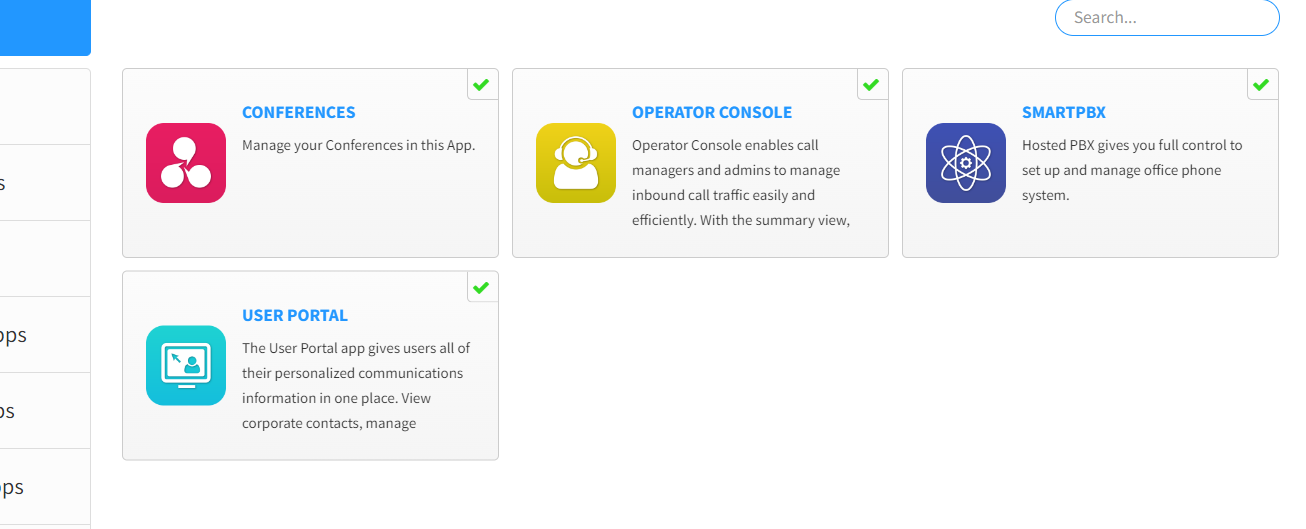 Search...
CONFERENCES
Manage your Conferences in this App.
OPERATOR CONSOLE
Operator Console enables call
managers and admins to manage
inbound call traffic easily and
efficiently. With the summary view,
SMARTPBX
Hosted PBX gives you full control to
set up and manage office phone
system.
USER PORTAL
The User Portal app gives users all of
their personalized communications
information in one place. View
corporate contacts, manage